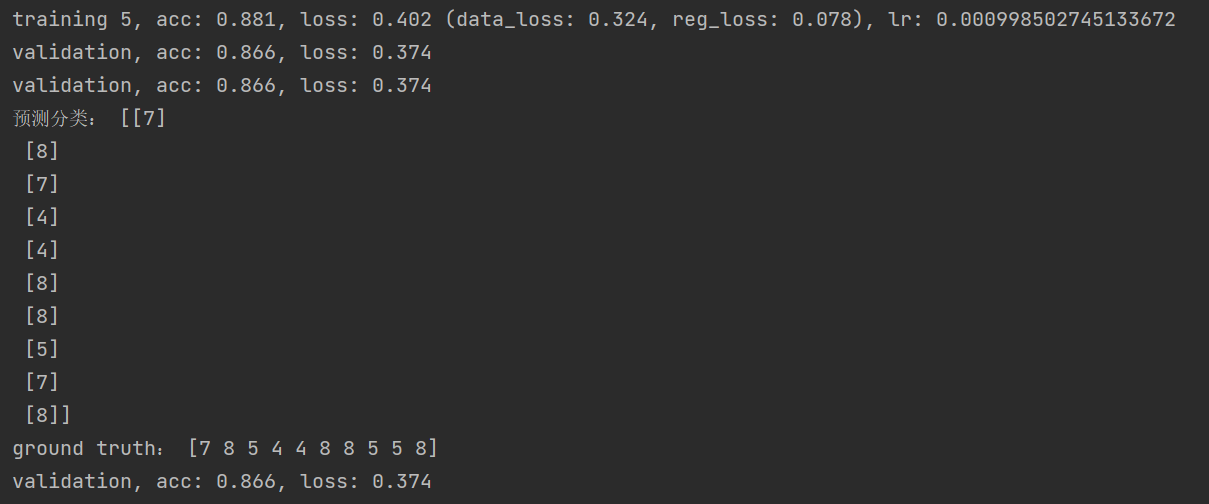 training 5, acc: 0.881, loss: 0.402 (data_loss: 0.324, reg_loss: 0.078), lr: 0.000998502745133672
validation, acc: 0.866, loss: 0.374
validation, acc: 0.866, loss: 0.374
预测分类： [[7]
[8]
[7]
[4]
[4]
[8]
[8]
[5]
[7]
[8]]
ground truth： [7 8 5 4 4 8 8 5 5 8]
validation, acc: 0.866, loss: 0.374